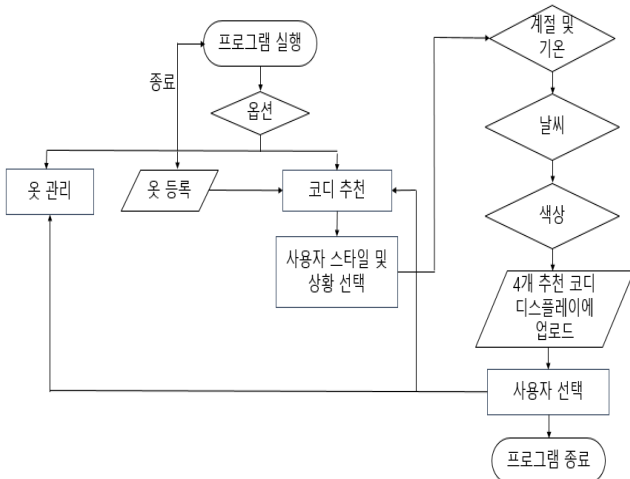 프로그램 실행
종료
옵션
옷 관리
옷 등록
코디 추천
사용자 스타일 및
상황 선택
계절 및
기온
날씨
색상
4개 추천 코디
디스플레이에
업로드
사용자 선택
프로그램 종료